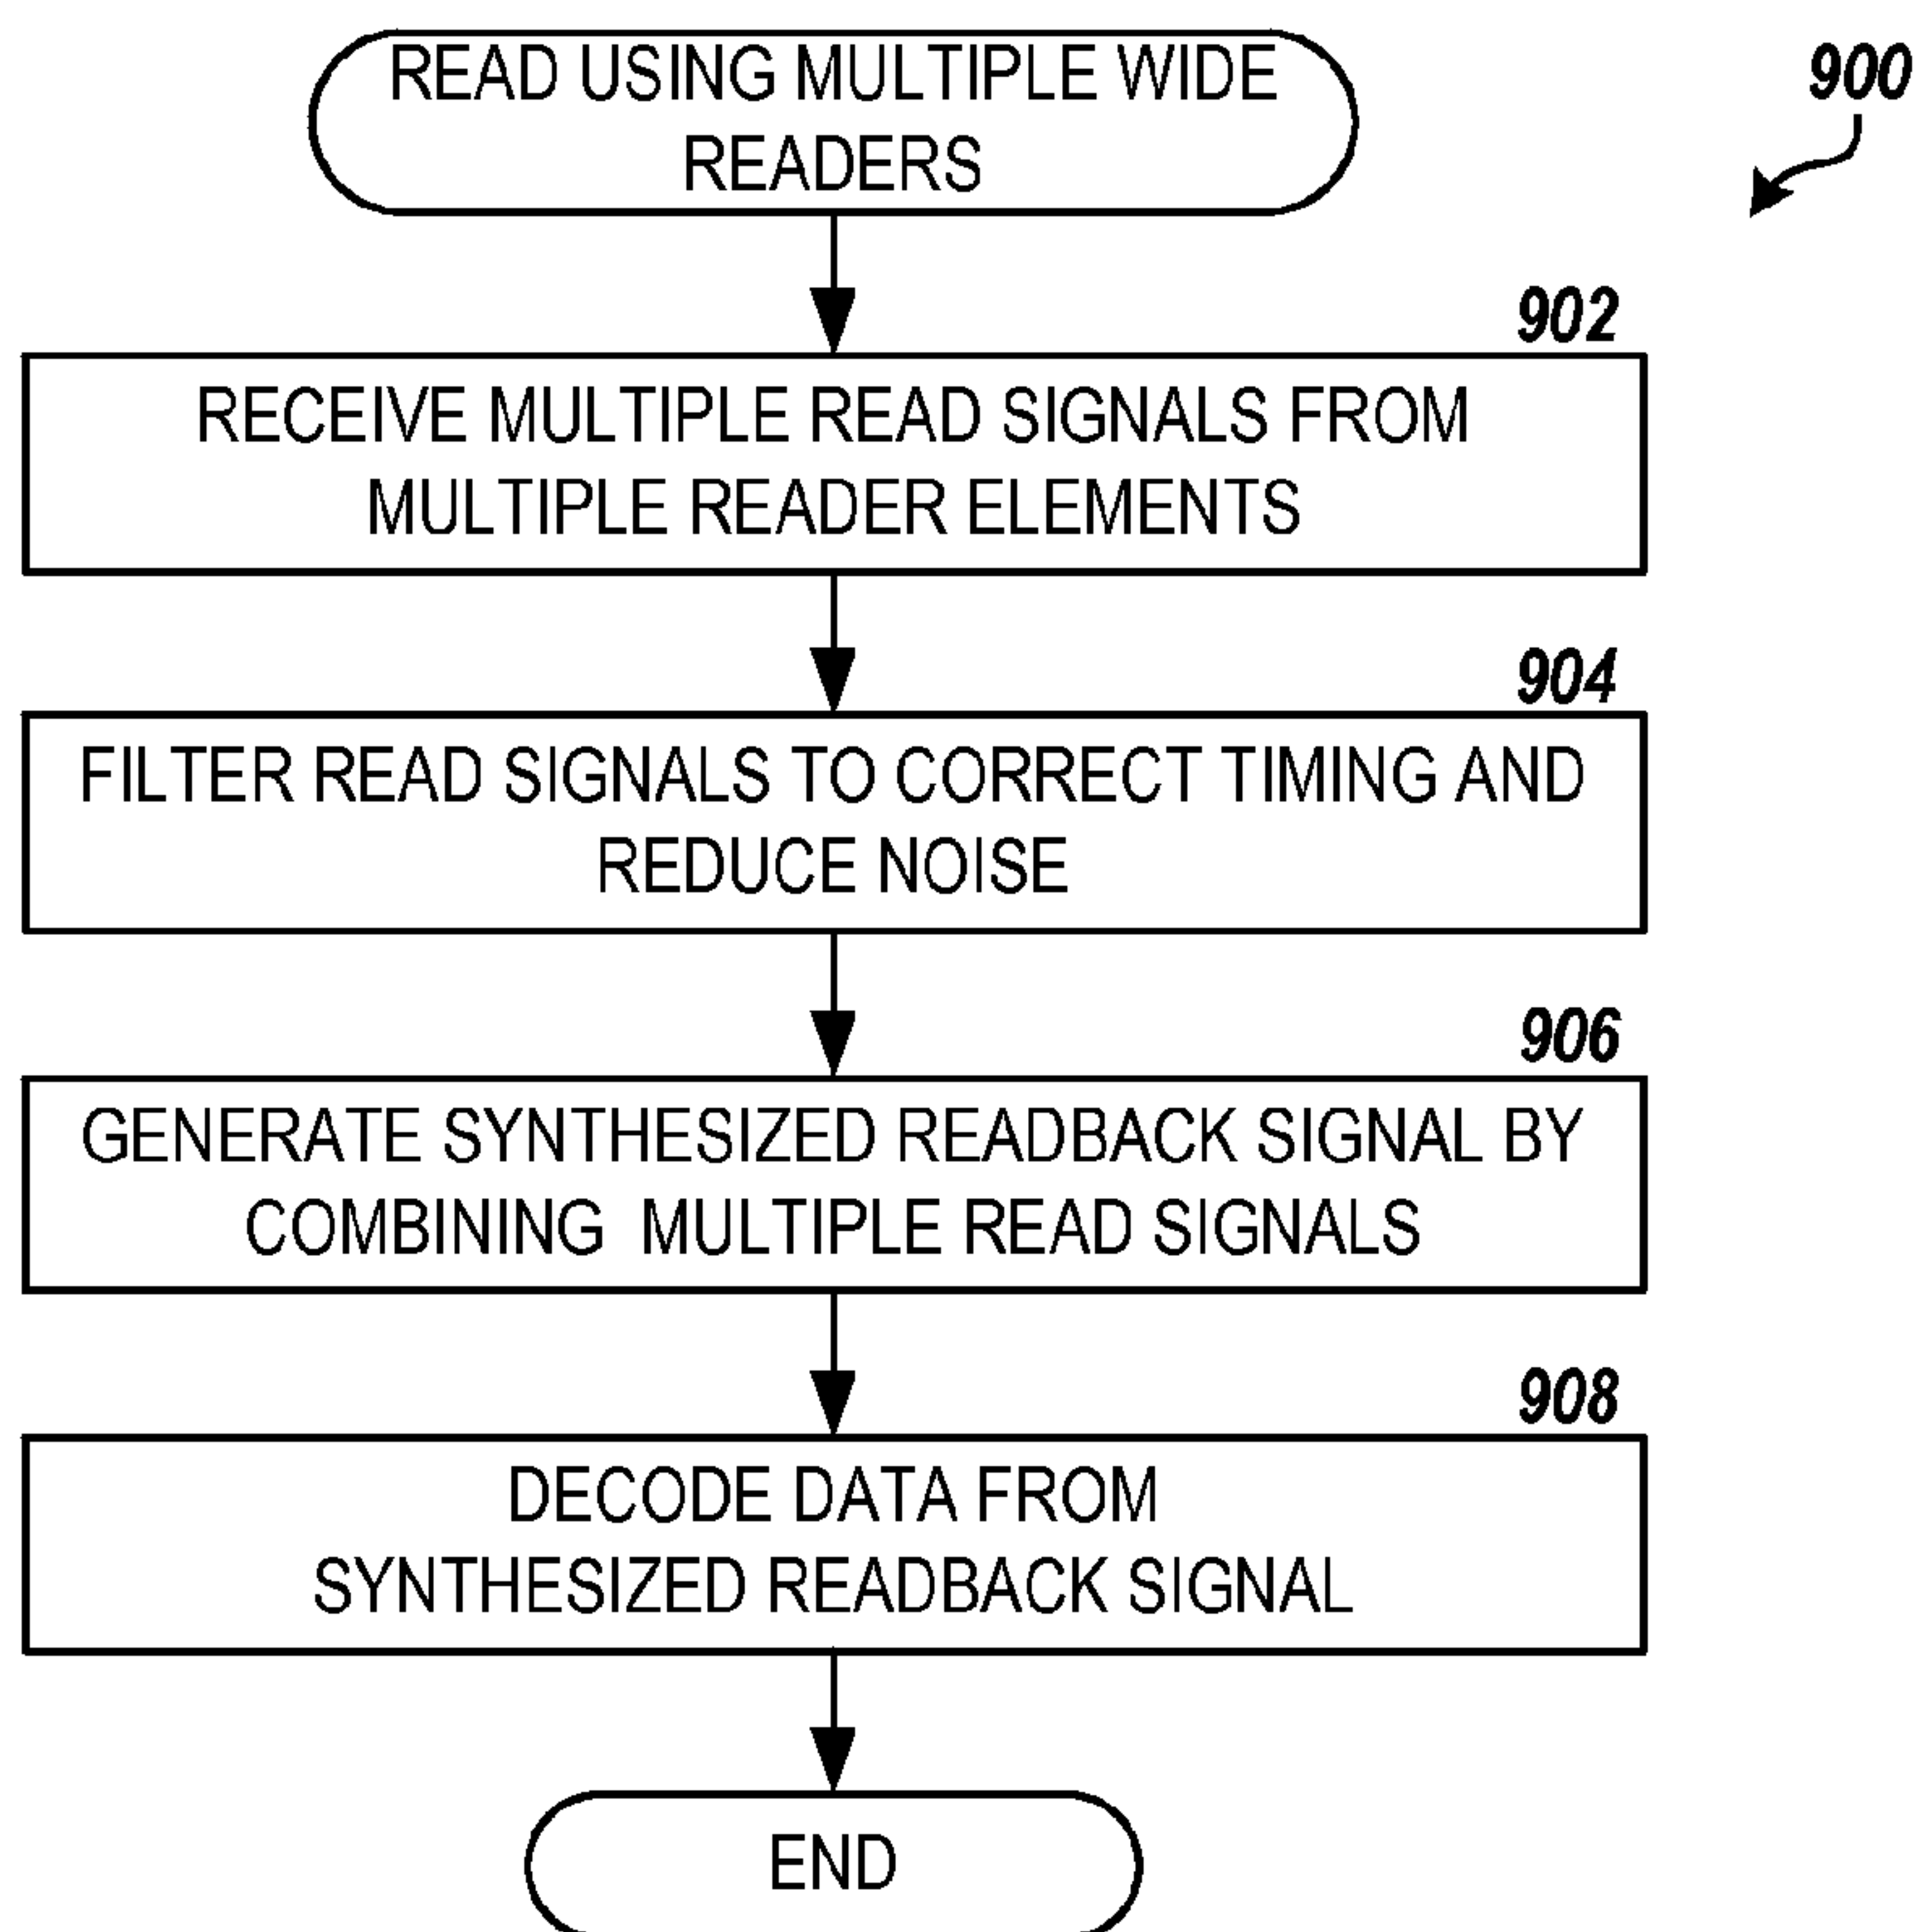 READ USING MULTIPLE WIDE
READERS
900
902
RECEIVE MULTIPLE READ SIGNALS FROM
MULTIPLE READER ELEMENTS
904
FILTER READ SIGNALS TO CORRECT TIMING AND
REDUCE NOISE
906
GENERATE SYNTHESIZED READBACK SIGNAL BY
COMBINING MULTIPLE READ SIGNALS
908
DECODE DATA FROM
SYNTHESIZED READBACK SIGNAL
END